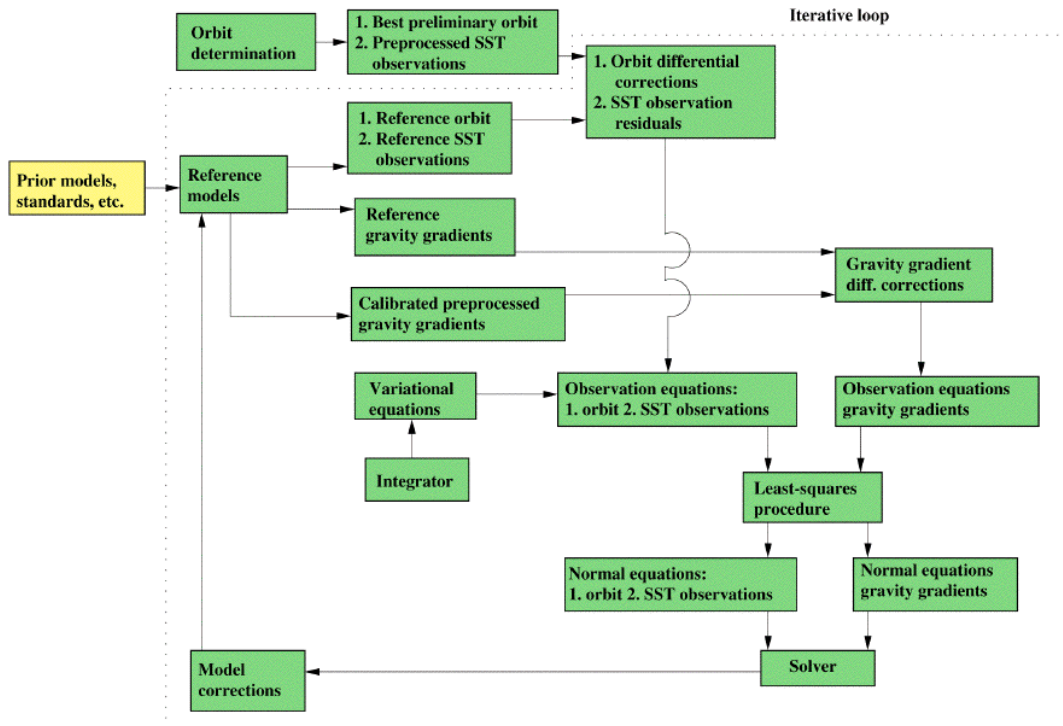 Iterative loop
Orbit
determination
1. Best preliminary orbit
2. Preprocessed SST
observations
1. Orbit differential
corrections
2. SST observation
residuals
1. Reference orbit
2. Reference SST
observations
Prior models,
standards, etc.
Reference
models
Reference
gravity gradients
Gravity gradient
diff. corrections
Calibrated preprocessed
gravity gradients
Variational
equations
Observation equations:
1. orbit 2. SST observations
Observation equations
gravity gradients
Integrator
Least-squares
procedure
Normal equations:
1. orbit 2. SST observations
Normal equations
gravity gradients
Model
corrections
Solver